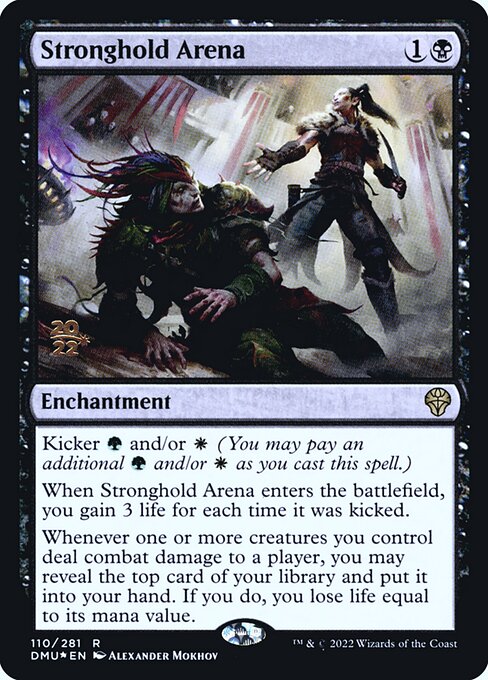 Stronghold Arena 1
20
22
Enchantment
Kicker and/or (You may pay an
additional and/or as you cast this spell.)
When Stronghold Arena enters the battlefield,
you gain 3 life for each time it was kicked.
Whenever one or more creatures you control
deal combat damage to a player, you may
reveal the top card of your library and put it
into your hand. If you do, you lose life equal
to its mana value.
110/281 R
DMU★EN Alexander Mokhov
™ & © 2022 Wizards of the Coast